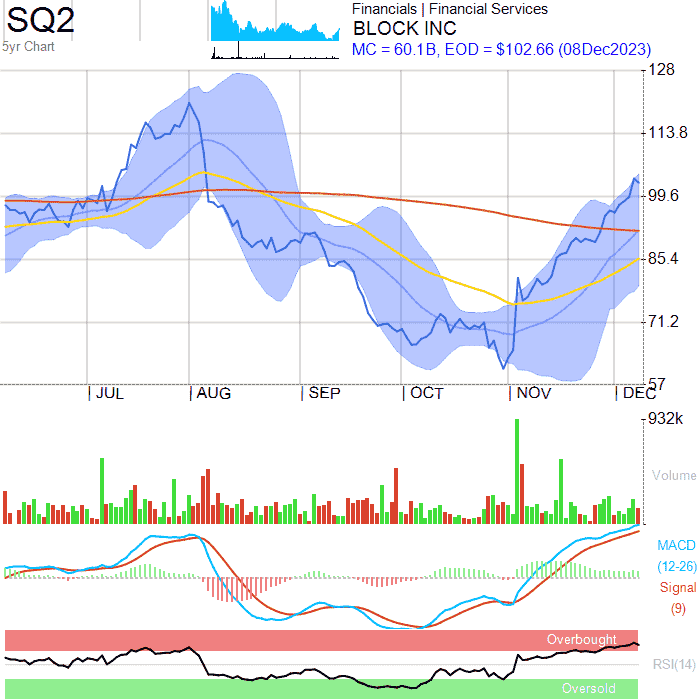 SQ2
5yr Chart
Financials | Financial Services
BLOCK INC
MC = 60.1B, EOD = $102.66 (08Dec2023)
128
113.8
99.6
85.4
71.2
57
JUL
AUG
SEP
OCT
NOV
DEC
932k
Volume
MACD
(12-26)
Signal
(9)
Overbought
RSI(14)
Oversold